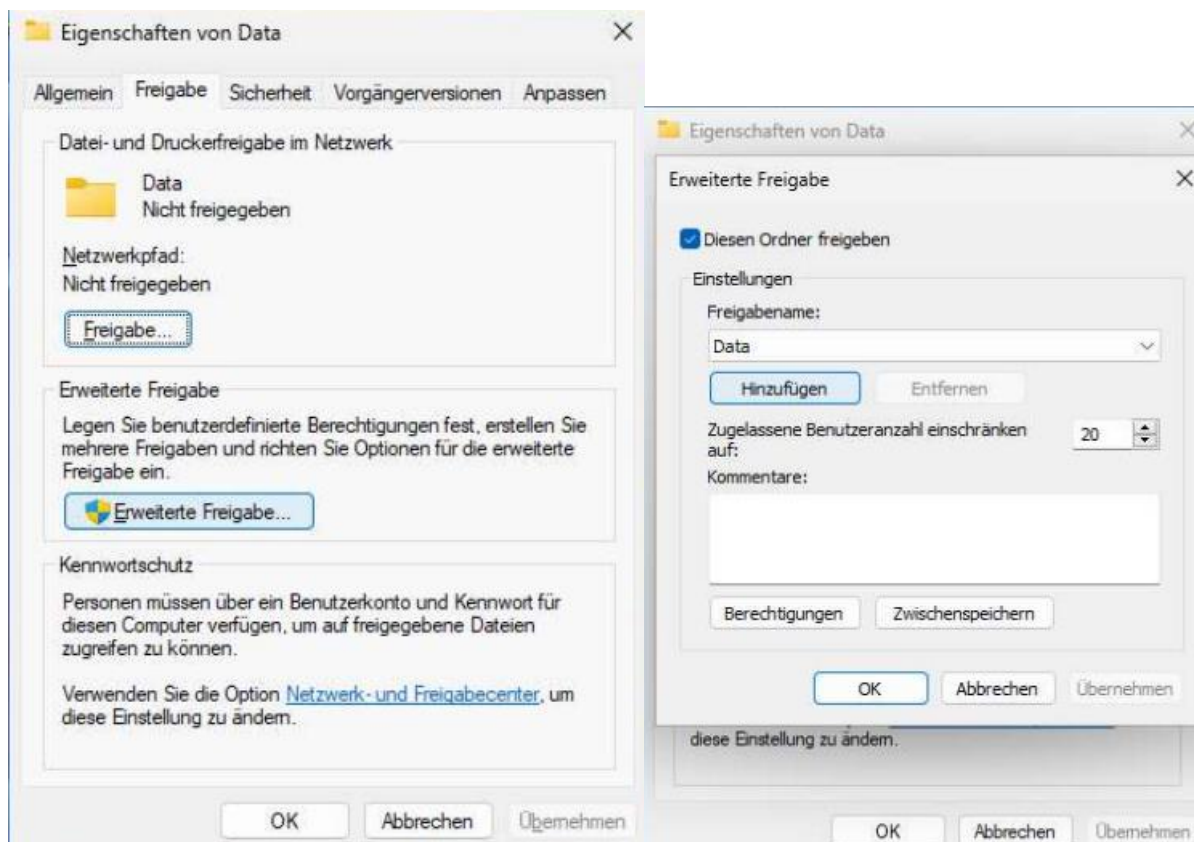 Eigenschaften von Data
Allgemein Freigabe Sicherheit Vorgängerversionen Anpassen
Datei- und Druckerfreigabe im Netzwerk
Data
Nicht freigegeben
Netzwerkpfad:
Nicht freigegeben
Freigabe...
Erweiterte Freigabe
Legen Sie benutzerdefinierte Berechtigungen fest, erstellen Sie
mehrere Freigaben und richten Sie Optionen für die erweiterte
Freigabe ein.
Erweiterte Freigabe...
Kennwortschutz
Personen müssen über ein Benutzerkonto und Kennwort für
diesen Computer verfügen, um auf freigegebene Dateien
zugreifen zu können.
Verwenden Sie die Option Netzwerk- und Freigabecenter, um
diese Einstellung zu ändern.
OK Abbrechen Übernehmen
Eigenschaften von Data
Erweiterte Freigabe
Diesen Ordner freigeben
Einstellungen
Freigabename:
Data
Hinzufügen Entfernen
Zugelassene Benutzeranzahl einschränken
auf:
20
Kommentare:
Berechtigungen Zwischenspeichern
OK Abbrechen Übernehmen
diese Einstellung zu ändern.
OK Abbrechen Übernehmen